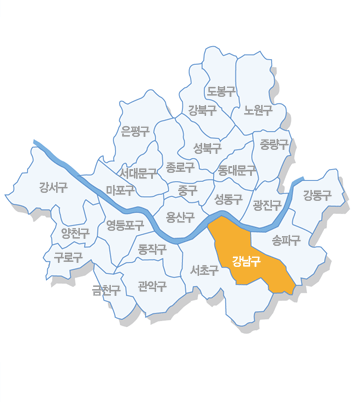 도봉구
강북구
노원구
은평구
성북구
중랑구
종로구
동대문구
서대문구
강서구
마포구
중구
성동구
광진구
강동구
용산구
영등포구
양천구
송파구
동작구
구로구
서초구
강남구
금천구
관악구